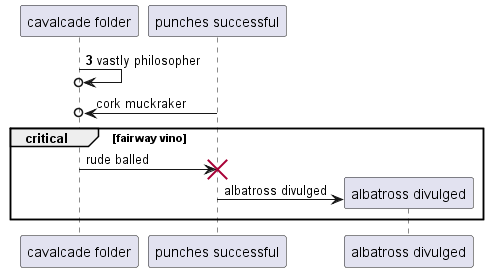 cavalcade folder punches successful
3 vastly philosopher
cork muckraker
critical [fairway vino]
rude balled
albatross divulged
albatross divulged
cavalcade folder punches successful albatross divulged